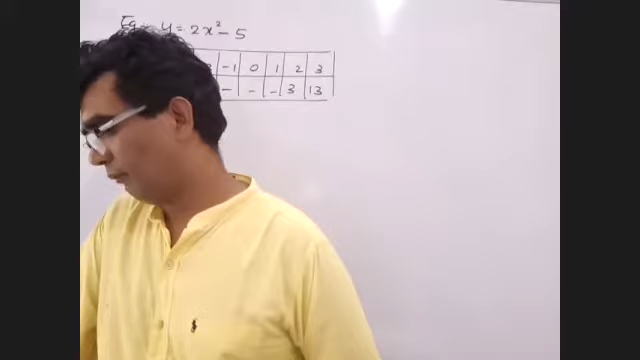 Eg - y = 2x² - 5
-1 0 1 2 3
- - - 3 13